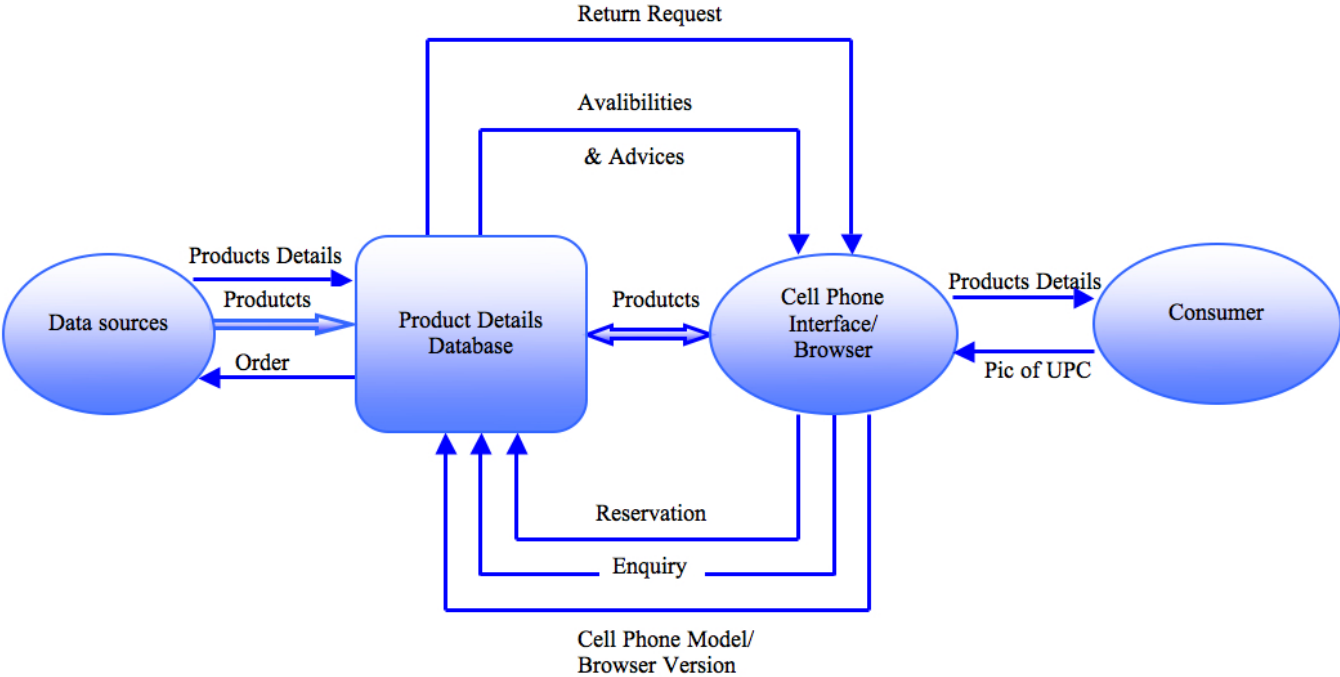 Return Request
Avalibilities
& Advices
Products Details
Produtcts
Order
Data sources
Product Details
Database
Produtcts
Cell Phone
Interface/
Browser
Products Details
Pic of UPC
Consumer
Reservation
Enquiry
Cell Phone Model/
Browser Version